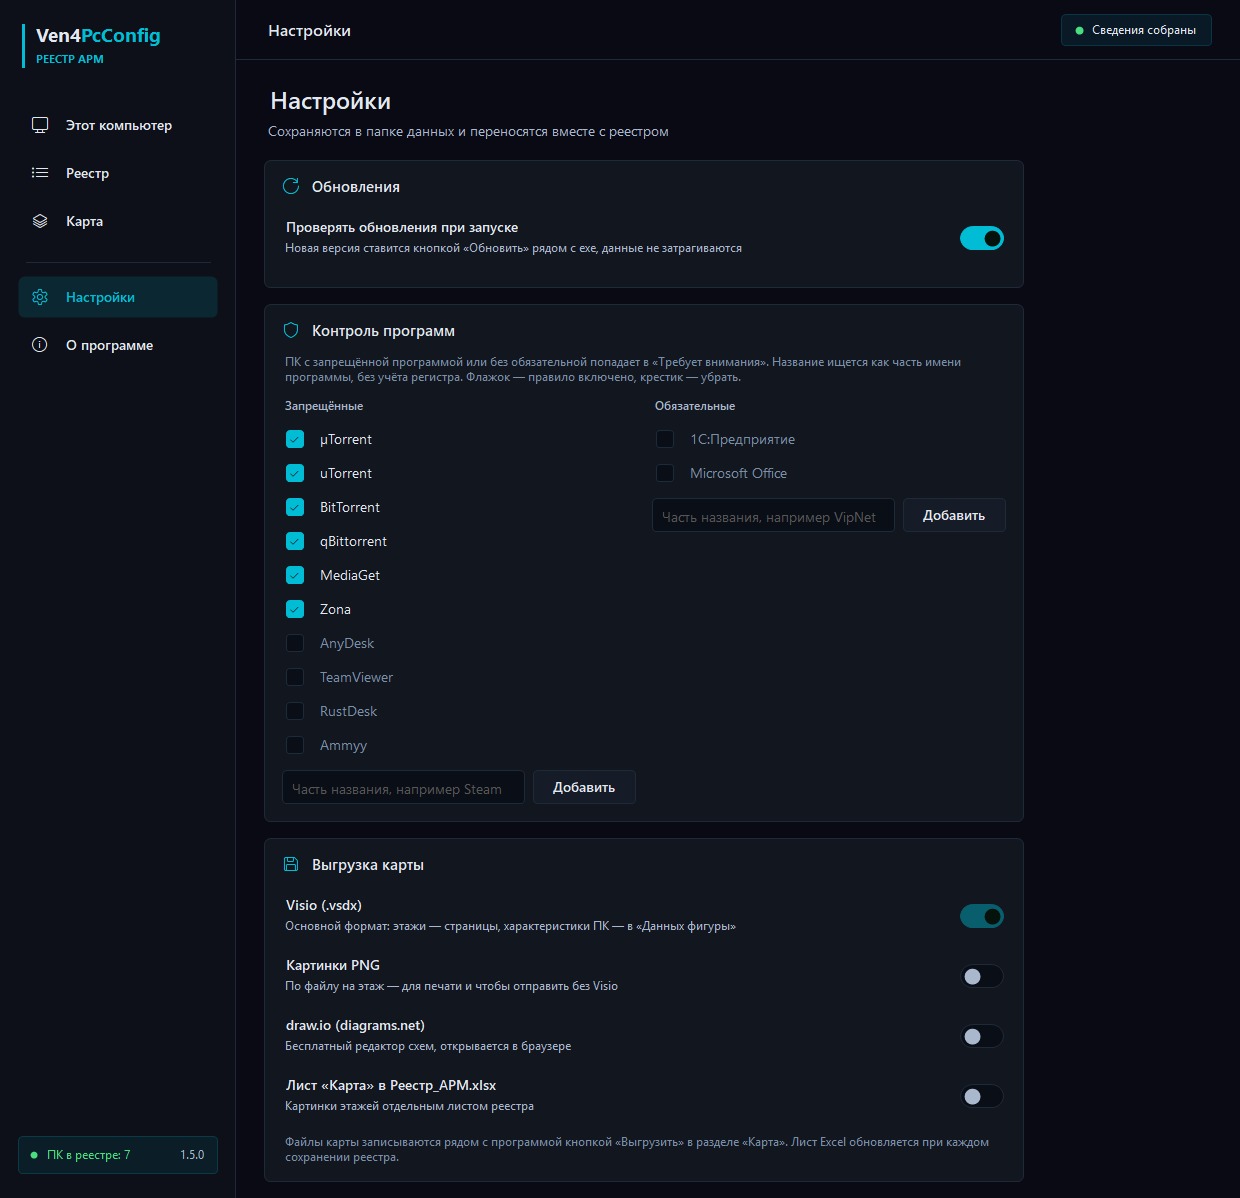 Ven4PcConfig
РЕЕСТР АРМ
Этот компьютер
Реестр
Карта
Настройки
О программе
ПК в реестре: 7
1.5.0
Настройки
Сведения собраны
Настройки
Сохраняются в папке данных и переносятся вместе с реестром
Обновления
Проверять обновления при запуске
Новая версия ставится кнопкой «Обновить» рядом с exe, данные не затрагиваются
Контроль программ
ПК с запрещённой программой или без обязательной попадает в «Требует внимания». Название ищется как часть имени
программы, без учёта регистра. Флажок — правило включено, крестик — убрать.
Запрещённые
µTorrent
uTorrent
BitTorrent
qBittorrent
MediaGet
Zona
AnyDesk
TeamViewer
RustDesk
Ammyy
Часть названия, например Steam
Добавить
Обязательные
1С:Предприятие
Microsoft Office
Часть названия, например VipNet
Добавить
Выгрузка карты
Visio (.vsdx)
Основной формат: этажи — страницы, характеристики ПК — в «Данных фигуры»
Картинки PNG
По файлу на этаж — для печати и чтобы отправить без Visio
draw.io (diagrams.net)
Бесплатный редактор схем, открывается в браузере
Лист «Карта» в Реестр_АРМ.xlsx
Картинки этажей отдельным листом реестра
Файлы карты записываются рядом с программой кнопкой «Выгрузить» в разделе «Карта». Лист Excel обновляется при каждом
сохранении реестра.